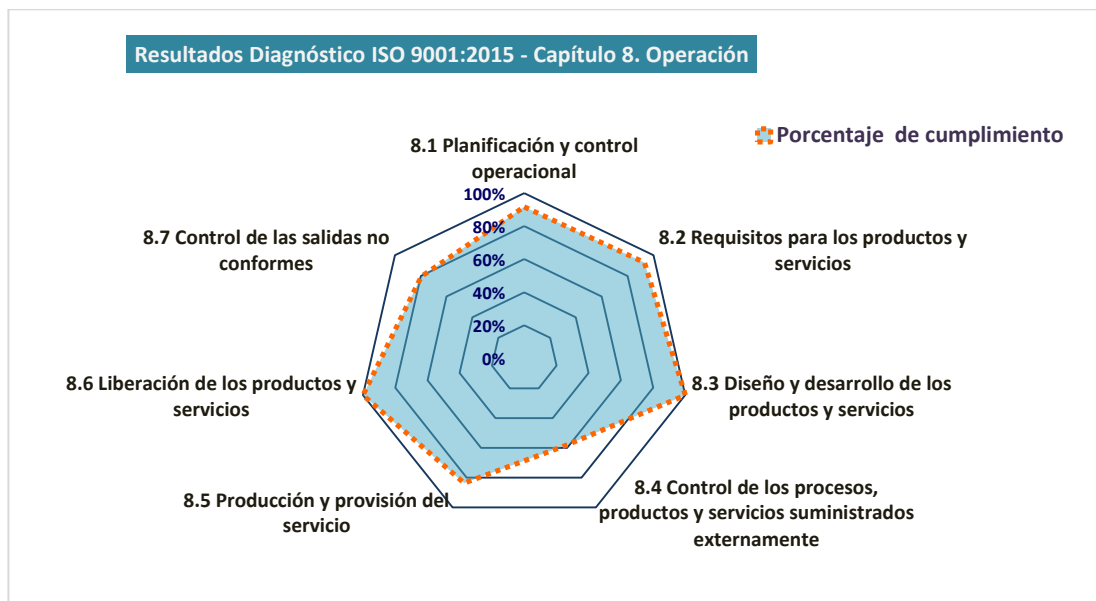 Resultados Diagnóstico ISO 9001:2015 - Capítulo 8. Operación
Porcentaje de cumplimiento
8.1 Planificación y control
operacional
100%
80%
60%
40%
20%
0%
8.2 Requisitos para los productos y
servicios
8.3 Diseño y desarrollo de los
productos y servicios
8.4 Control de los procesos,
productos y servicios suministrados
externamente
8.5 Producción y provisión del
servicio
8.6 Liberación de los productos y
servicios
8.7 Control de las salidas no
conformes